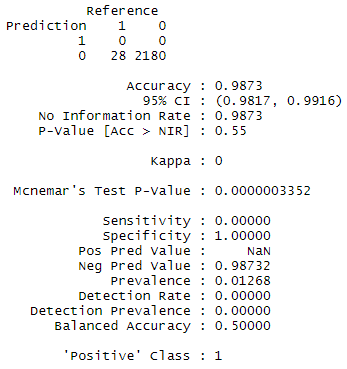 Reference
Prediction 1 0
1 0 0
0 28 2180
Accuracy : 0.9873
95% CI : (0.9817, 0.9916)
No Information Rate : 0.9873
P-Value [Acc > NIR] : 0.55
Kappa : 0
Mcnemar's Test P-Value : 0.0000003352
Sensitivity : 0.00000
Specificity : 1.00000
Pos Pred Value : NaN
Neg Pred Value : 0.98732
Prevalence : 0.01268
Detection Rate : 0.00000
Detection Prevalence : 0.00000
Balanced Accuracy : 0.50000
'Positive' Class : 1